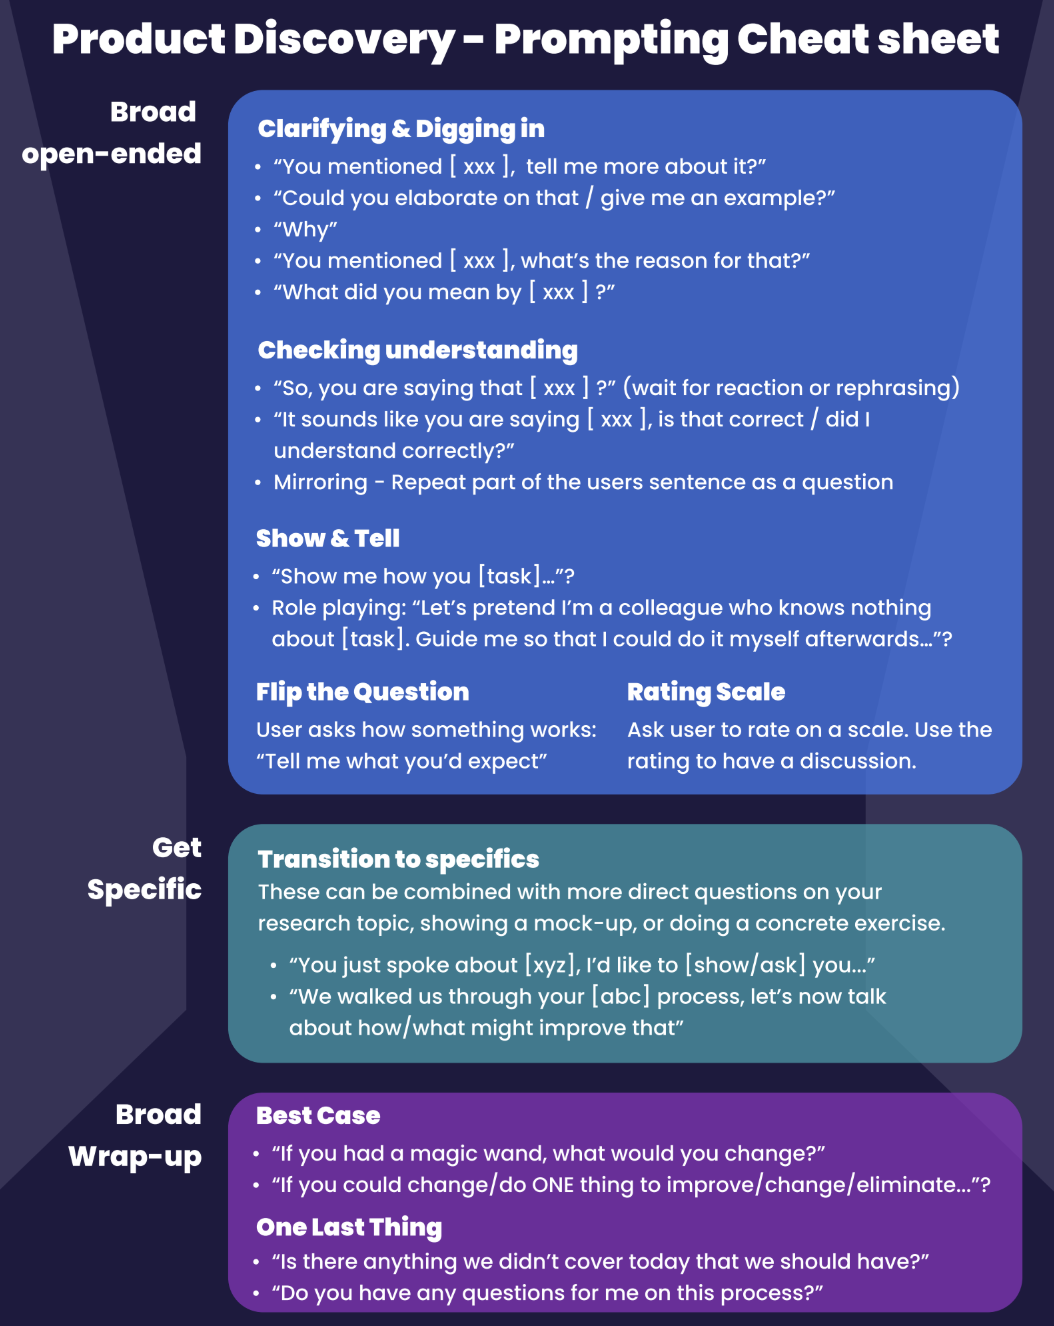 Product Discovery - Prompting Cheat sheet
Broad
open-ended
Clarifying & Digging in
• “You mentioned [ xxx ],  tell me more about it?”
• “Could you elaborate on that / give me an example?”
• “Why”
• “You mentioned [ xxx ], what’s the reason for that?”
• “What did you mean by [ xxx ] ?”
Checking understanding
• “So, you are saying that [ xxx ] ?” (wait for reaction or rephrasing)
• “It sounds like you are saying [ xxx ], is that correct / did I
understand correctly?”
• Mirroring - Repeat part of the users sentence as a question
Show & Tell
• “Show me how you [task]...”?
• Role playing: “Let’s pretend I’m a colleague who knows nothing
about [task]. Guide me so that I could do it myself afterwards...”?
Flip the Question
User asks how something works:
“Tell me what you’d expect”
Rating Scale
Ask user to rate on a scale. Use the
rating to have a discussion.
Get
Specific
Transition to specifics
These can be combined with more direct questions on your
research topic, showing a mock-up, or doing a concrete exercise.
• “You just spoke about [xyz], I’d like to [show/ask] you...”
• “We walked us through your [abc] process, let’s now talk
about how/what might improve that”
Broad
Wrap-up
Best Case
• “If you had a magic wand, what would you change?”
• “If you could change/do ONE thing to improve/change/eliminate...”?
One Last Thing
• “Is there anything we didn’t cover today that we should have?”
• “Do you have any questions for me on this process?”